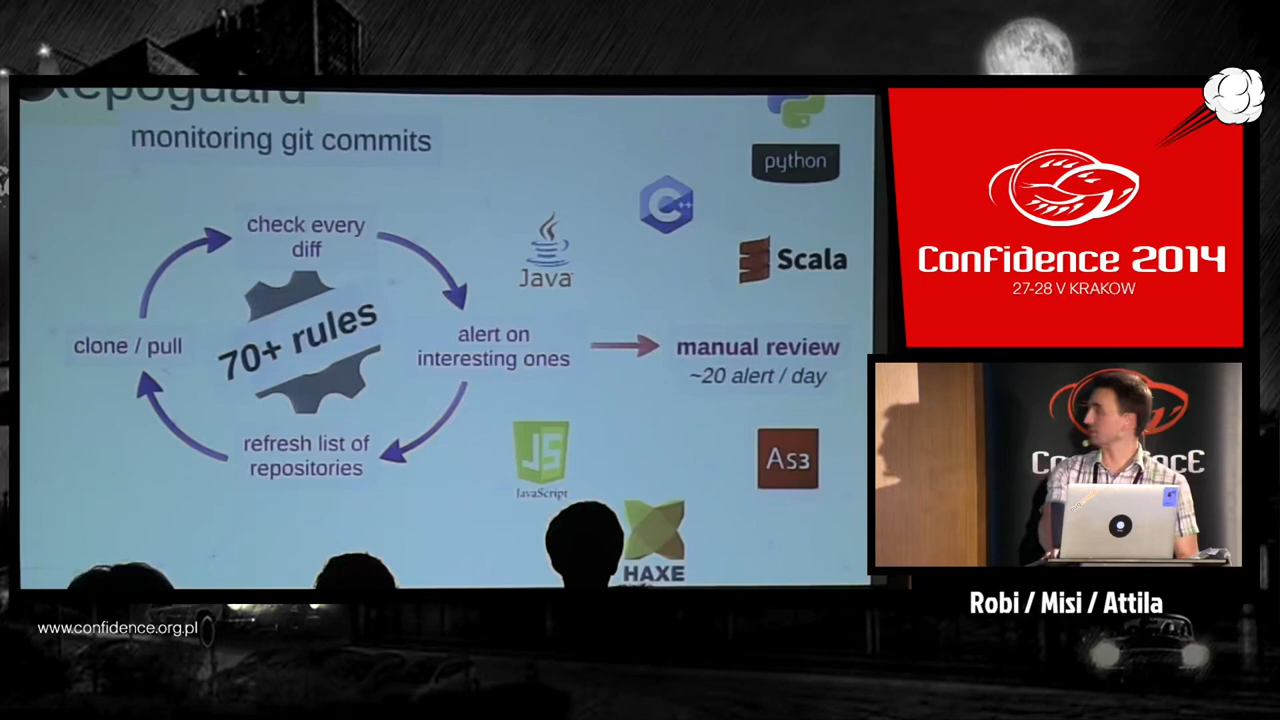 Repoguard
monitoring git commits
check every
diff
clone / pull
70+ rules
alert on
interesting ones
refresh list of
repositories
manual review
~20 alert / day
python
C++
Java
Scala
JS
JavaScript
As3
HAXE
Confidence 2014
27-28 V KRAKOW
Robi / Misi / Attila
www.confidence.org.pl